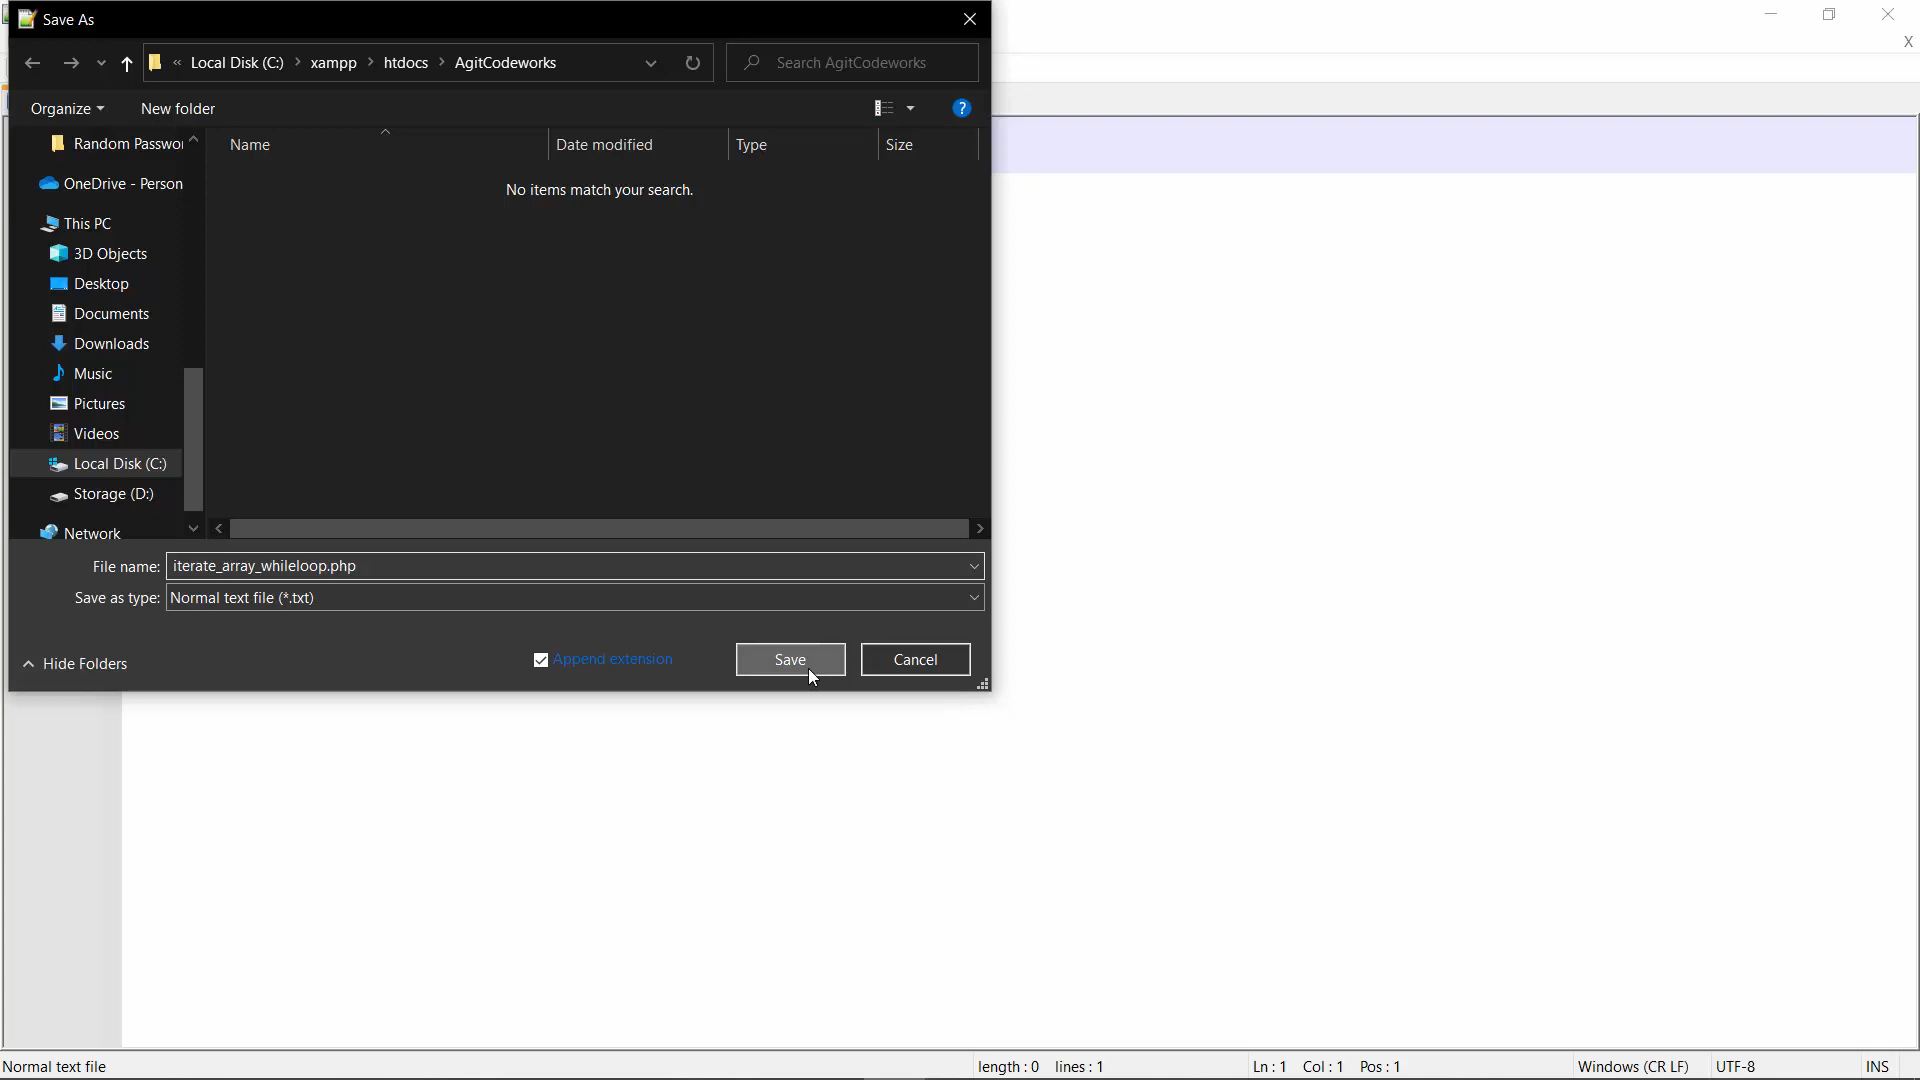 Save As
« Local Disk (C:) > xampp > htdocs > AgitCodeworks
Search AgitCodeworks
Organize
New folder
?
Random Passwor
Name
Date modified
Type
Size
No items match your search.
OneDrive - Person
This PC
3D Objects
Desktop
Documents
Downloads
Music
Pictures
Videos
Local Disk (C:)
Storage (D:)
Network
File name: iterate_array_whileloop.php
Save as type: Normal text file (*.txt)
Hide Folders
Append extension
Save
Cancel
X
Normal text file
length : 0 lines : 1
Ln : 1 Col : 1 Pos : 1
Windows (CR LF)
UTF-8
INS